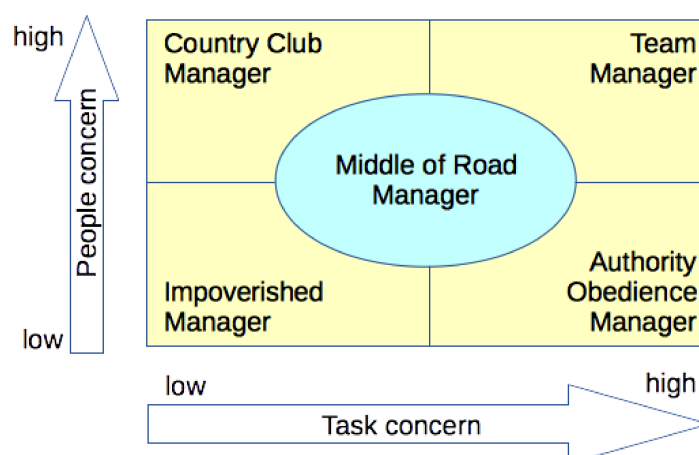 high
People concern
low
Country Club
Manager
Team
Manager
Middle of Road
Manager
Impoverished
Manager
Authority
Obedience
Manager
low
high
Task concern